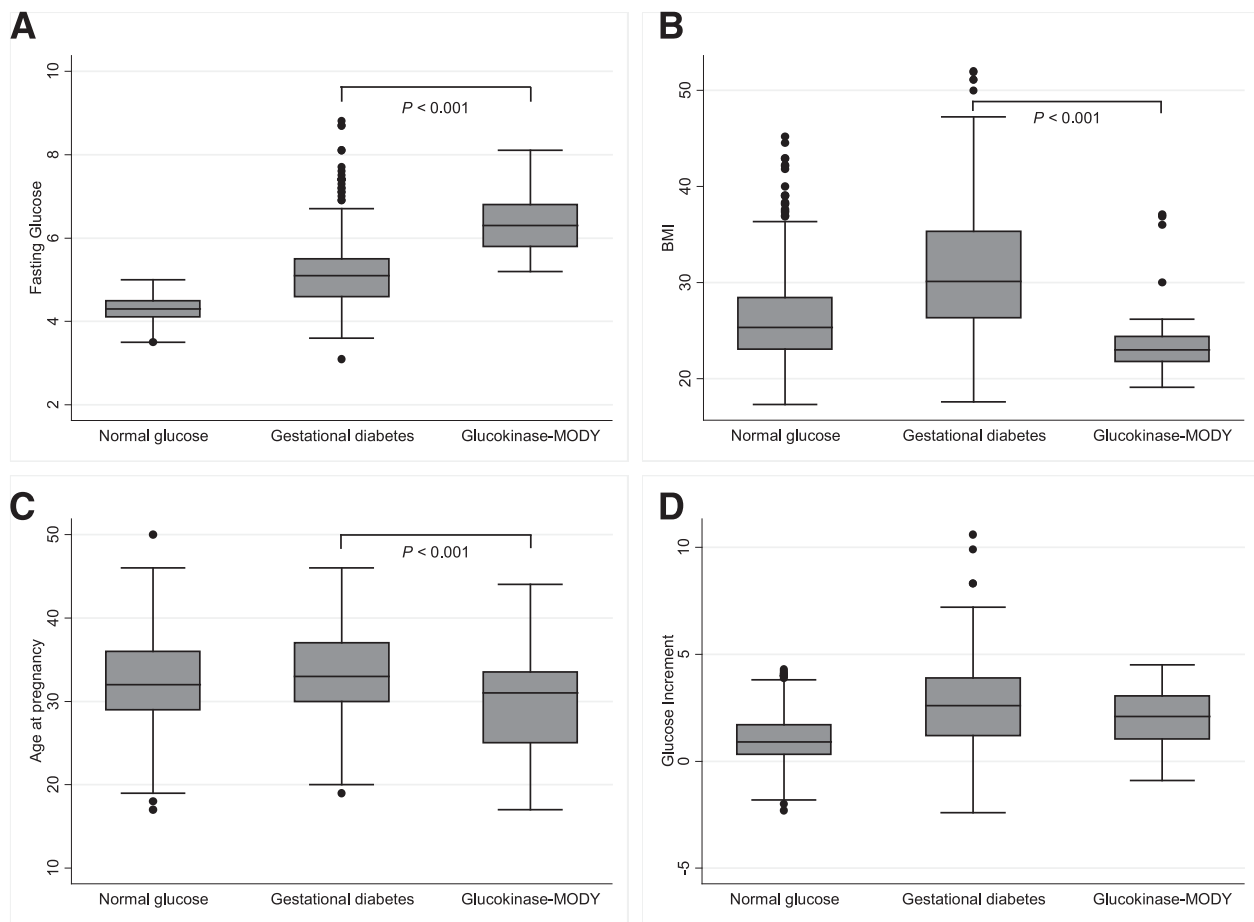 A
Fasting Glucose
10
8
6
4
2
P < 0.001
Normal glucose Gestational diabetes Glucokinase-MODY
B
BMI
50
40
30
20
P < 0.001
Normal glucose Gestational diabetes Glucokinase-MODY
C
Age at pregnancy
50
40
30
20
10
P < 0.001
Normal glucose Gestational diabetes Glucokinase-MODY
D
Glucose Increment
10
5
0
-5
Normal glucose Gestational diabetes Glucokinase-MODY